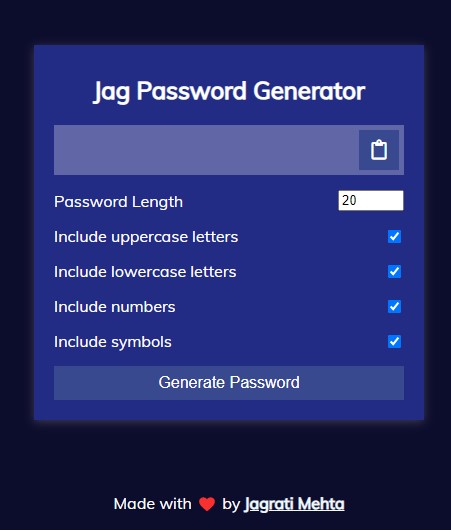 Jag Password Generator
Password Length 20
Include uppercase letters
Include lowercase letters
Include numbers
Include symbols
Generate Password
Made with ❤️ by Jagrati Mehta